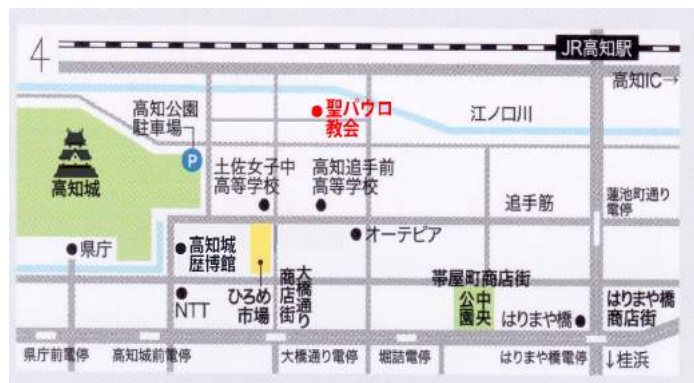 4
JR高知駅
高知IC→
高知公園
駐車場
聖パウロ
教会
江ノ口川
P
高知城
土佐女子中
高等学校
高知追手前
高等学校
追手筋
蓮池町通り
電停
県庁
高知城
歴博館
オーテピア
NTT
ひろめ
市場
大橋通り
商店街
帯屋町商店街
中央
公園
はりまや橋
はりまや橋
商店街
県庁前電停
高知城前電停
大橋通り電停
堀詰電停
はりまや橋電停
↓桂浜